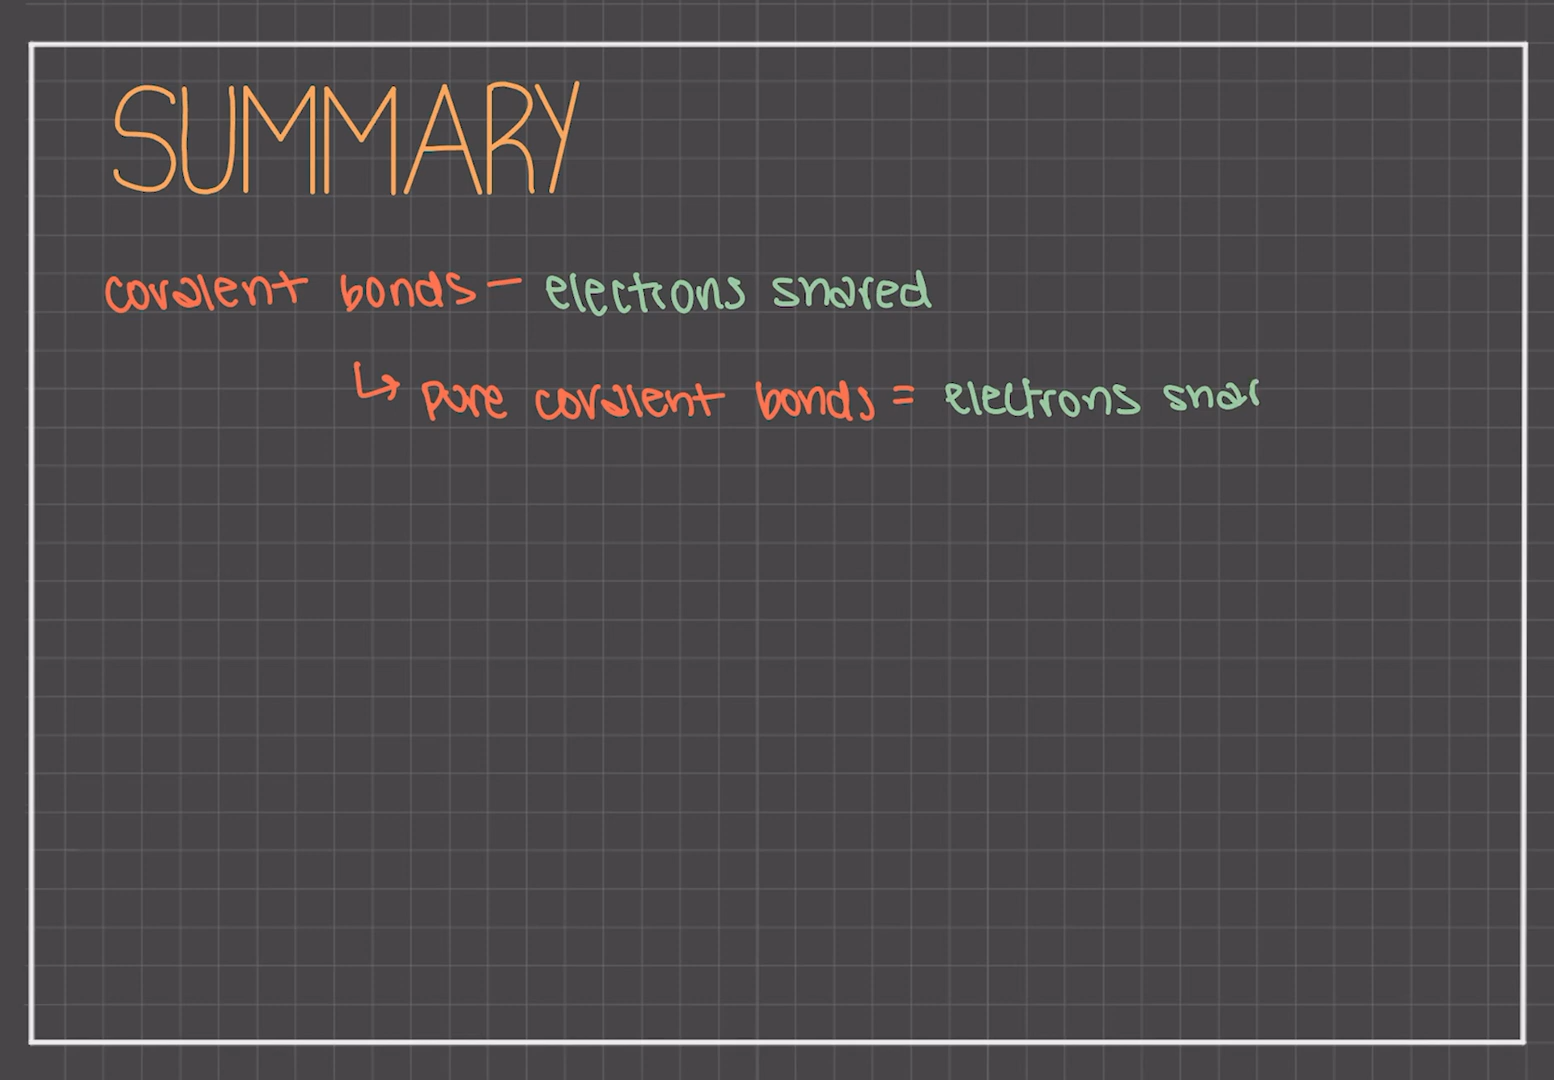 SUMMARY
covalent bonds - electrons shared
↳ pure covalent bonds = electrons shar